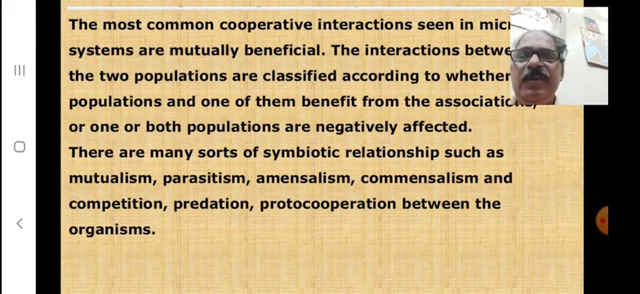 The most common cooperative interactions seen in
systems are mutually beneficial. The interactions
the two populations are classified according to whether
populations and one of them benefit from the
or one or both populations are negatively affected.
There are many sorts of symbiotic relationship such as
mutualism, parasitism, amensalism, commensalism and
competition, predation, protocooperation between the
organisms.